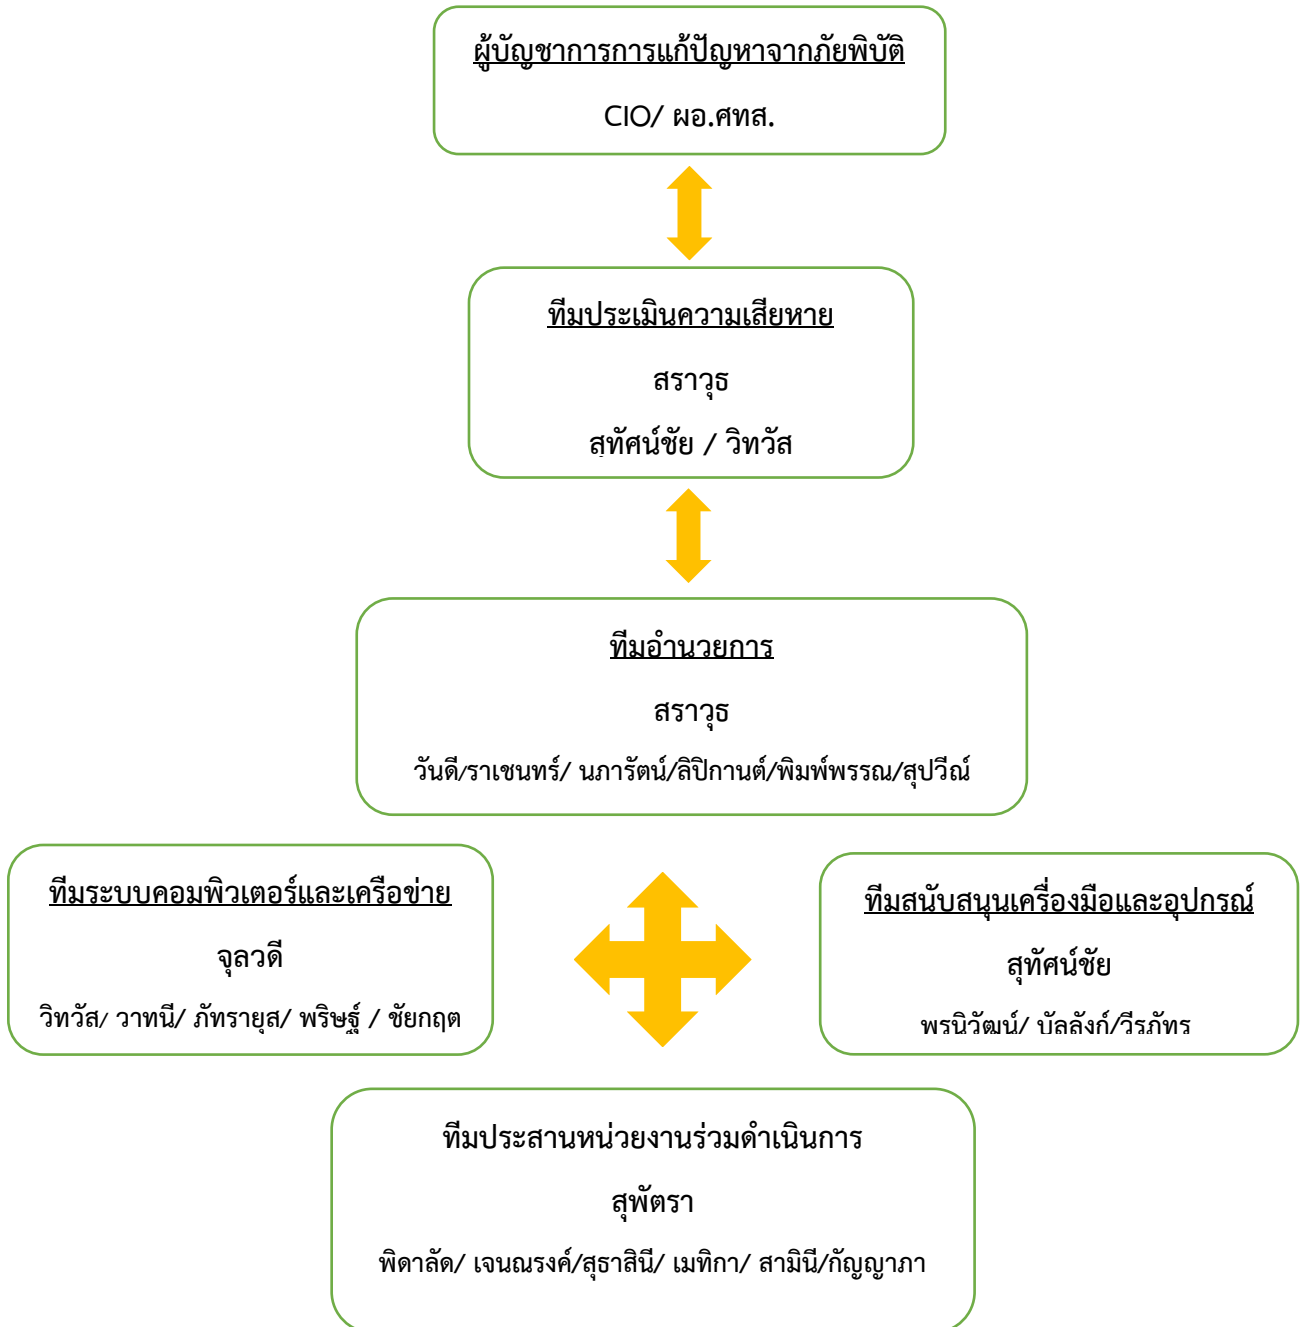 ผู้บัญชาการการแก้ปัญหาจากภัยพิบัติ
CIO/ ผอ.ศทส.
ทีมประเมินความเสียหาย
สราวุธ
สุทัศน์ชัย / วิทวัส
ทีมอำนวยการ
สราวุธ
วันดี/ราเชนทร์/ นภารัตน์/ลิปิกานต์/พิมพ์พรรณ/สุปวีณ์
ทีมระบบคอมพิวเตอร์และเครือข่าย
จุลวดี
วิทวัส/ วาทนี/ ภัทรายุส/ พริษฐ์ / ชัยกฤต
ทีมสนับสนุนเครื่องมือและอุปกรณ์
สุทัศน์ชัย
พรนิวัฒน์/ บัลลังก์/วีรภัทร
ทีมประสานหน่วยงานร่วมดำเนินการ
สุพัตรา
พิดาลัด/ เจนณรงค์/สุธาสินี/ เมทิกา/ สามินี/กัญญาภา